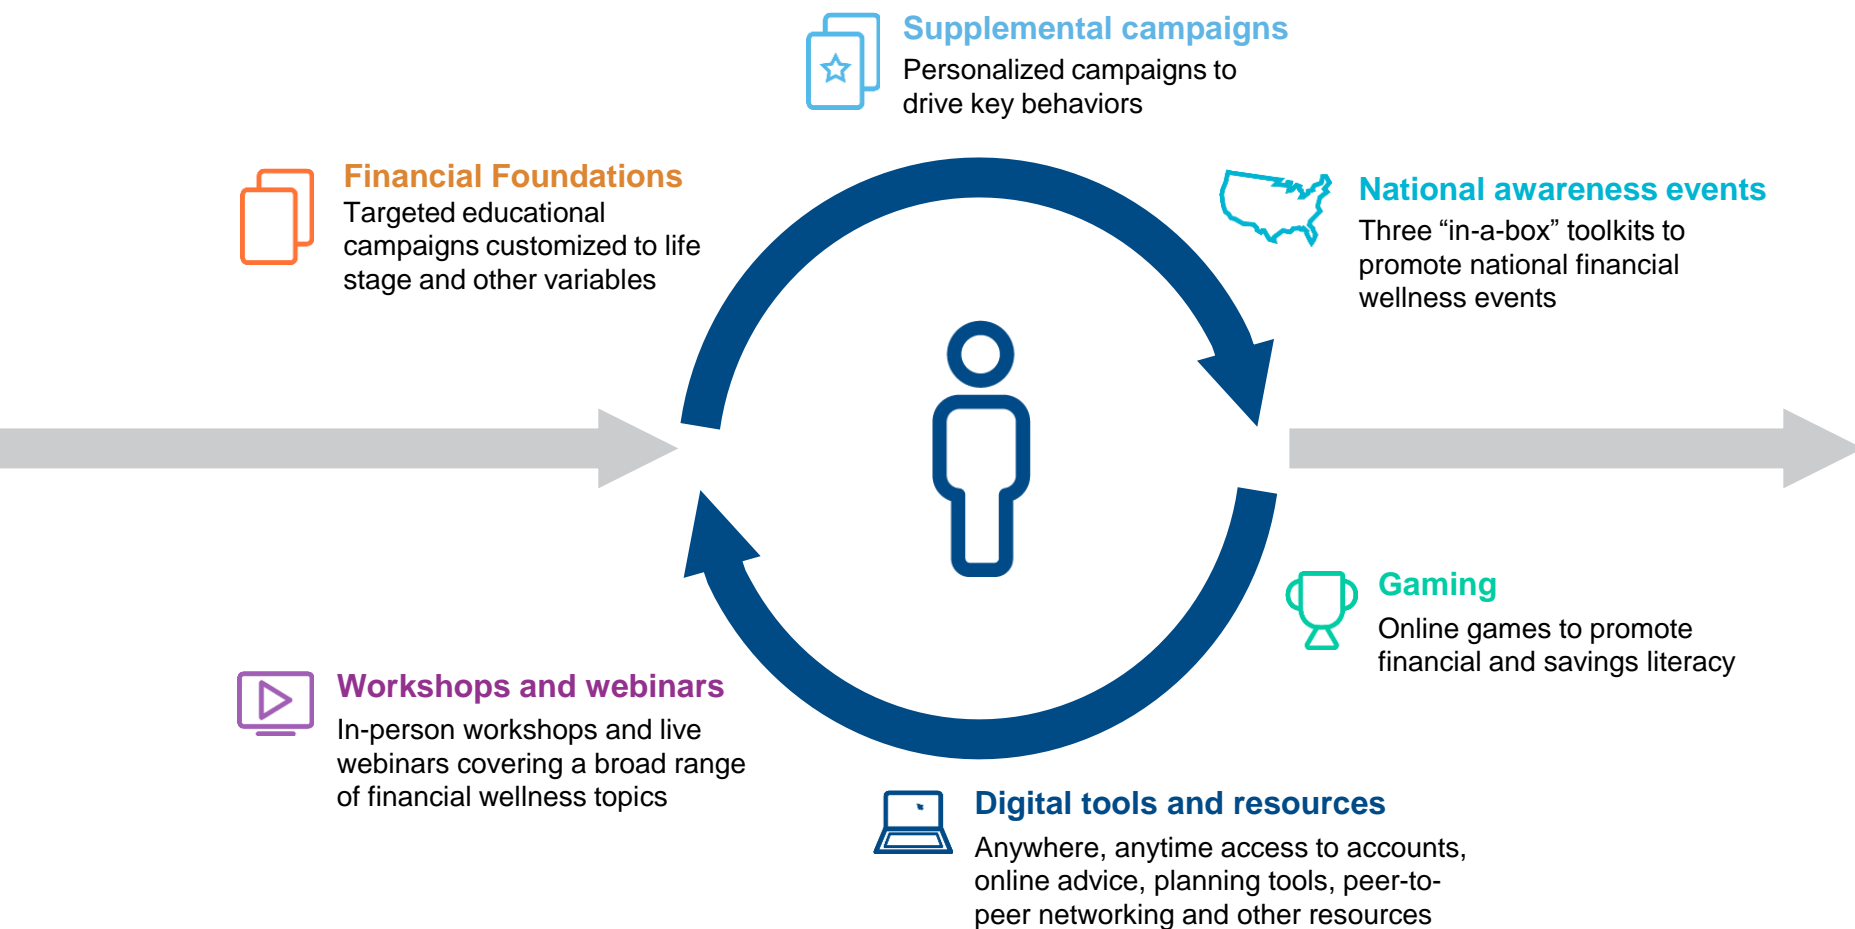 Supplemental campaigns
Personalized campaigns to
drive key behaviors
Financial Foundations
Targeted educational
campaigns customized to life
stage and other variables
National awareness events
Three “in-a-box” toolkits to
promote national financial
wellness events
Gaming
Online games to promote
financial and savings literacy
Workshops and webinars
In-person workshops and live
webinars covering a broad range
of financial wellness topics
Digital tools and resources
Anywhere, anytime access to accounts,
online advice, planning tools, peer-to-
peer networking and other resources